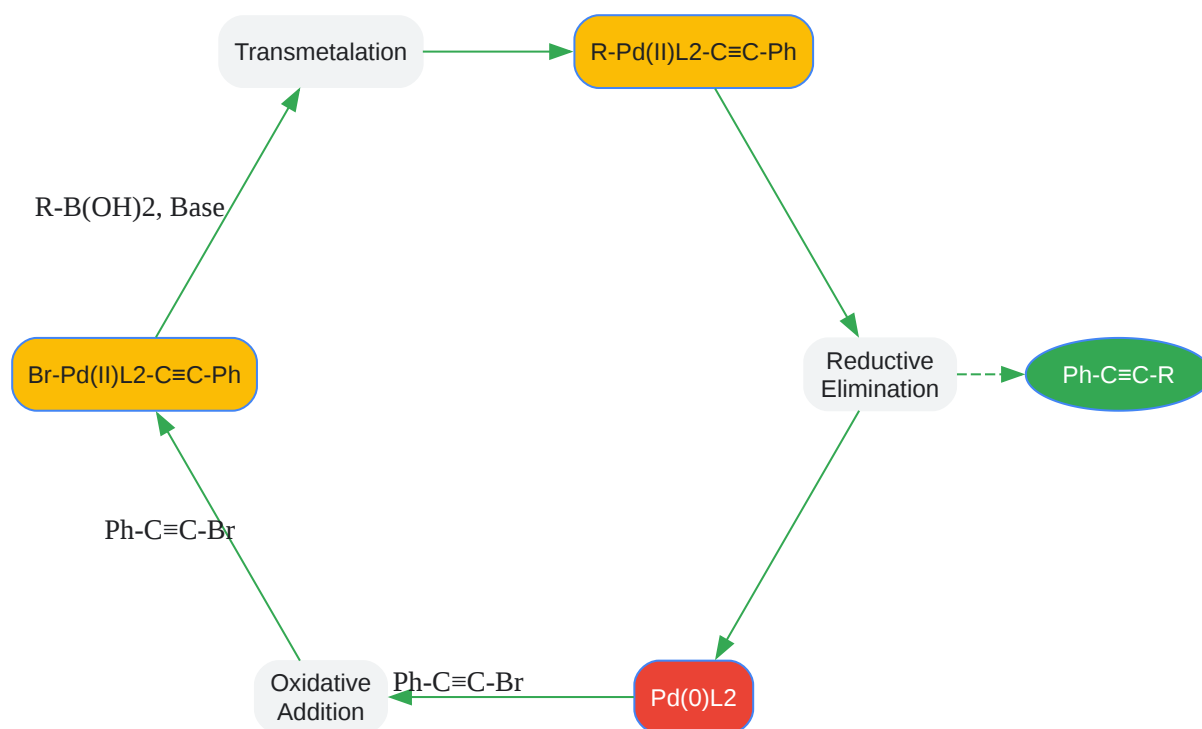 Transmetalation
R-Pd(II)L2-C≡C-Ph
R-B(OH)2, Base
Br-Pd(II)L2-C≡C-Ph
Reductive
Elimination
Ph-C≡C-R
Ph-C≡C-Br
Oxidative
Addition
Ph-C≡C-Br
Pd(0)L2